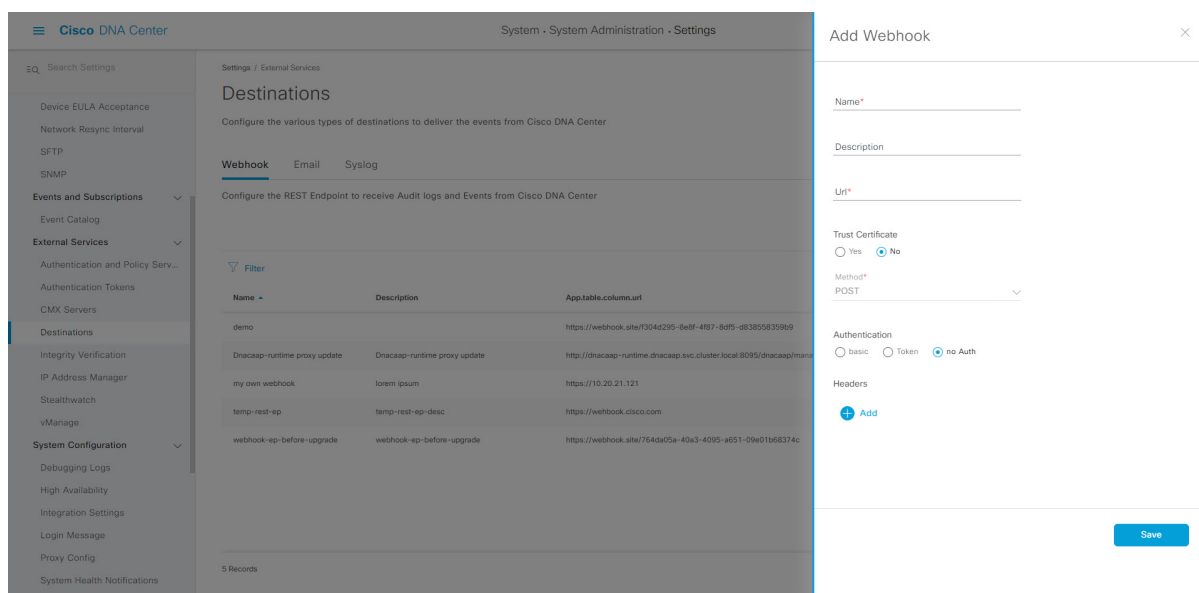 Cisco DNA Center
System · System Administration · Settings
Search Settings
Device EULA Acceptance
Network Resync Interval
SFTP
SNMP
Events and Subscriptions
Event Catalog
External Services
Authentication and Policy Serv...
Authentication Tokens
CMX Servers
Destinations
Integrity Verification
IP Address Manager
Stealthwatch
vManage
System Configuration
Debugging Logs
High Availability
Integration Settings
Login Message
Proxy Config
System Health Notifications
Settings / External Services
Destinations
Configure the various types of destinations to deliver the events from Cisco DNA Center
Webhook Email Syslog
Configure the REST Endpoint to receive Audit logs and Events from Cisco DNA Center
Filter
Name Description App.table.column.url
demo https://webhook.site/f304d295-8e8f-4f87-8df5-d838558359b9
Dnacaap-runtime proxy update Dnacaap-runtime proxy update http://dnacaap-runtime.dnacaap.svc.cluster.local:8095/dnacaap/mana
my own webhook lorem ipsum https://10.20.21.121
temp-rest-ep temp-rest-ep-desc https://wehbook.cisco.com
webhook-ep-before-upgrade webhook-ep-before-upgrade https://webhook.site/764da05a-40a3-4095-a651-09e01b68374c
5 Records
Add Webhook
Name*
Description
Url*
Trust Certificate
Yes No
Method*
POST
Authentication
basic Token no Auth
Headers
Add
Save